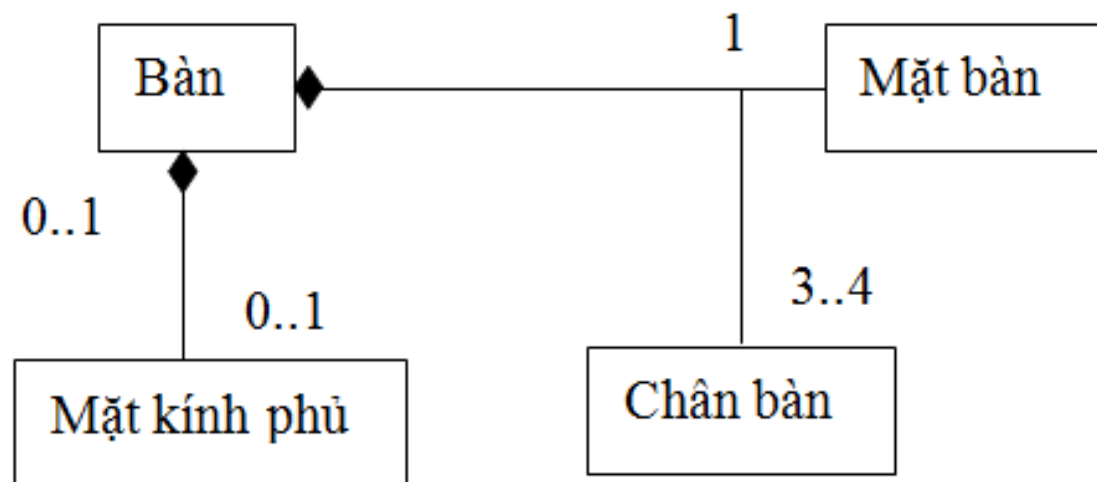 Bàn
1
Mặt bàn
0..1
0..1
3..4
Mặt kính phủ
Chân bàn